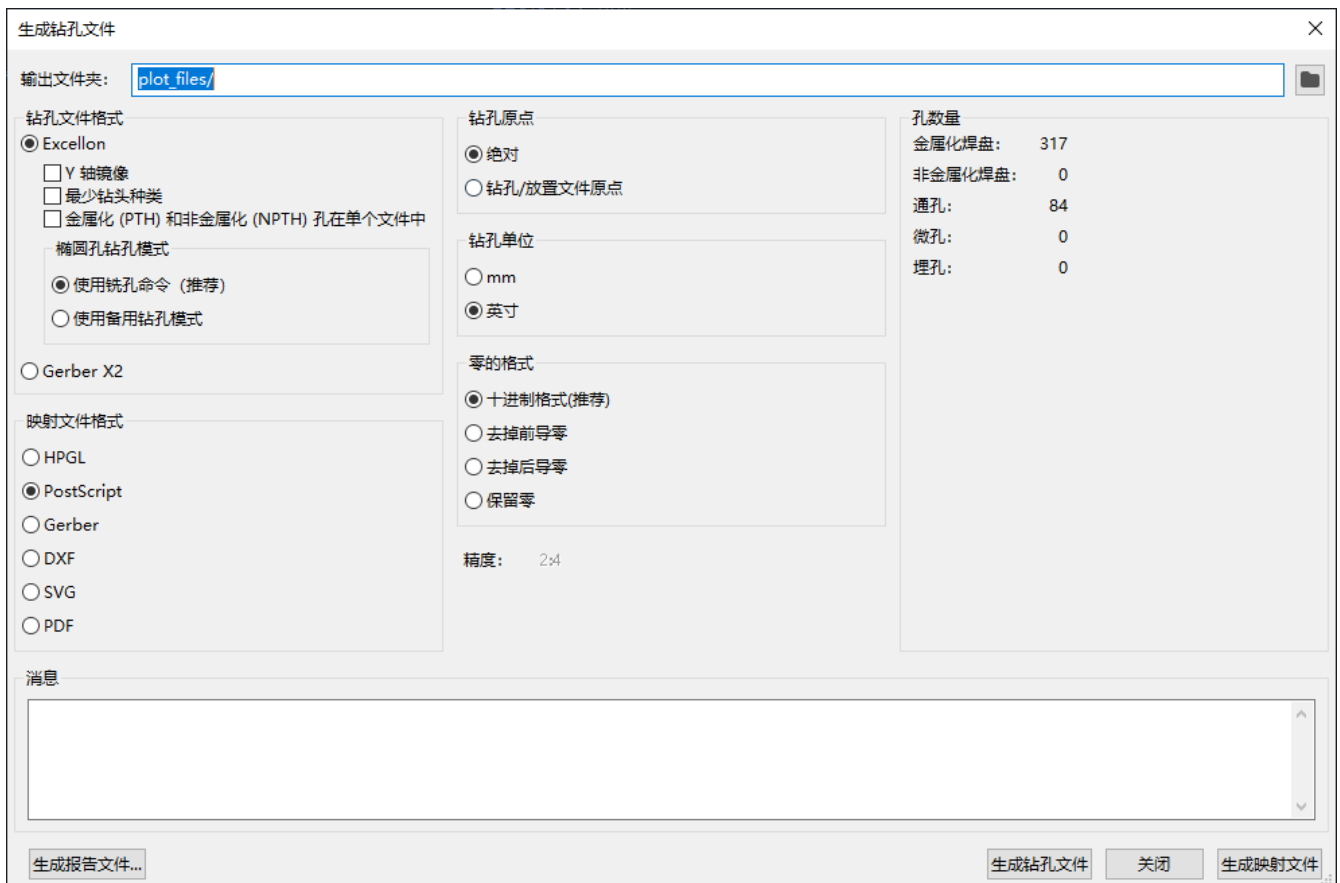 生成钻孔文件
输出文件夹: plot_files/
钻孔文件格式
Excellon
Y 轴镜像
最少钻头种类
金属化 (PTH) 和非金属化 (NPTH) 孔在单个文件中
椭圆孔钻孔模式
使用铣孔命令（推荐）
使用备用钻孔模式
Gerber X2
映射文件格式
HPGL
PostScript
Gerber
DXF
SVG
PDF
钻孔原点
绝对
钻孔/放置文件原点
钻孔单位
mm
英寸
零的格式
十进制格式(推荐)
去掉前导零
去掉后导零
保留零
精度: 2:4
孔数量
金属化焊盘: 317
非金属化焊盘: 0
通孔: 84
微孔: 0
埋孔: 0
消息
生成报告文件... 生成钻孔文件 关闭 生成映射文件